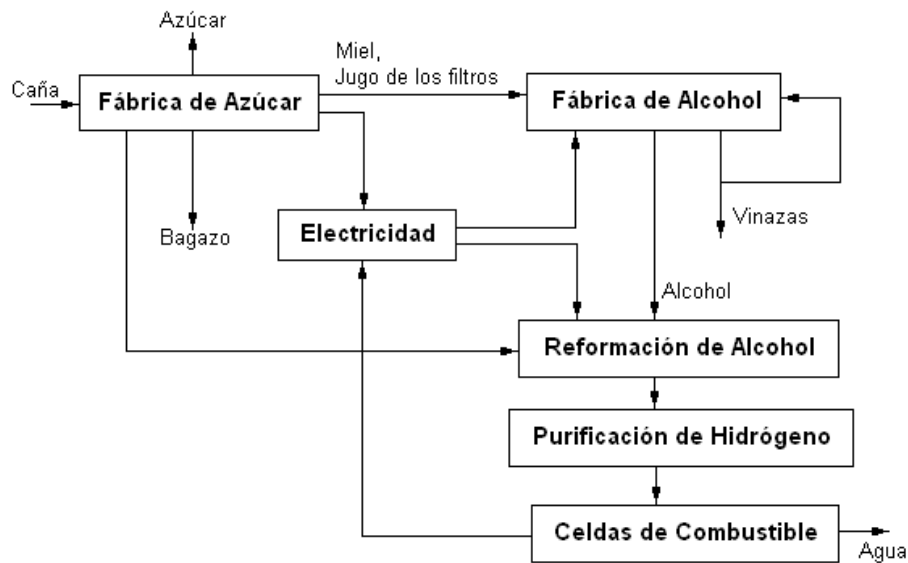 Azúcar
Miel,
Jugo de los filtros
Caña
Fábrica de Azúcar
Fábrica de Alcohol
Bagazo
Electricidad
Vinazas
Alcohol
Reformación de Alcohol
Purificación de Hidrógeno
Celdas de Combustible
Agua